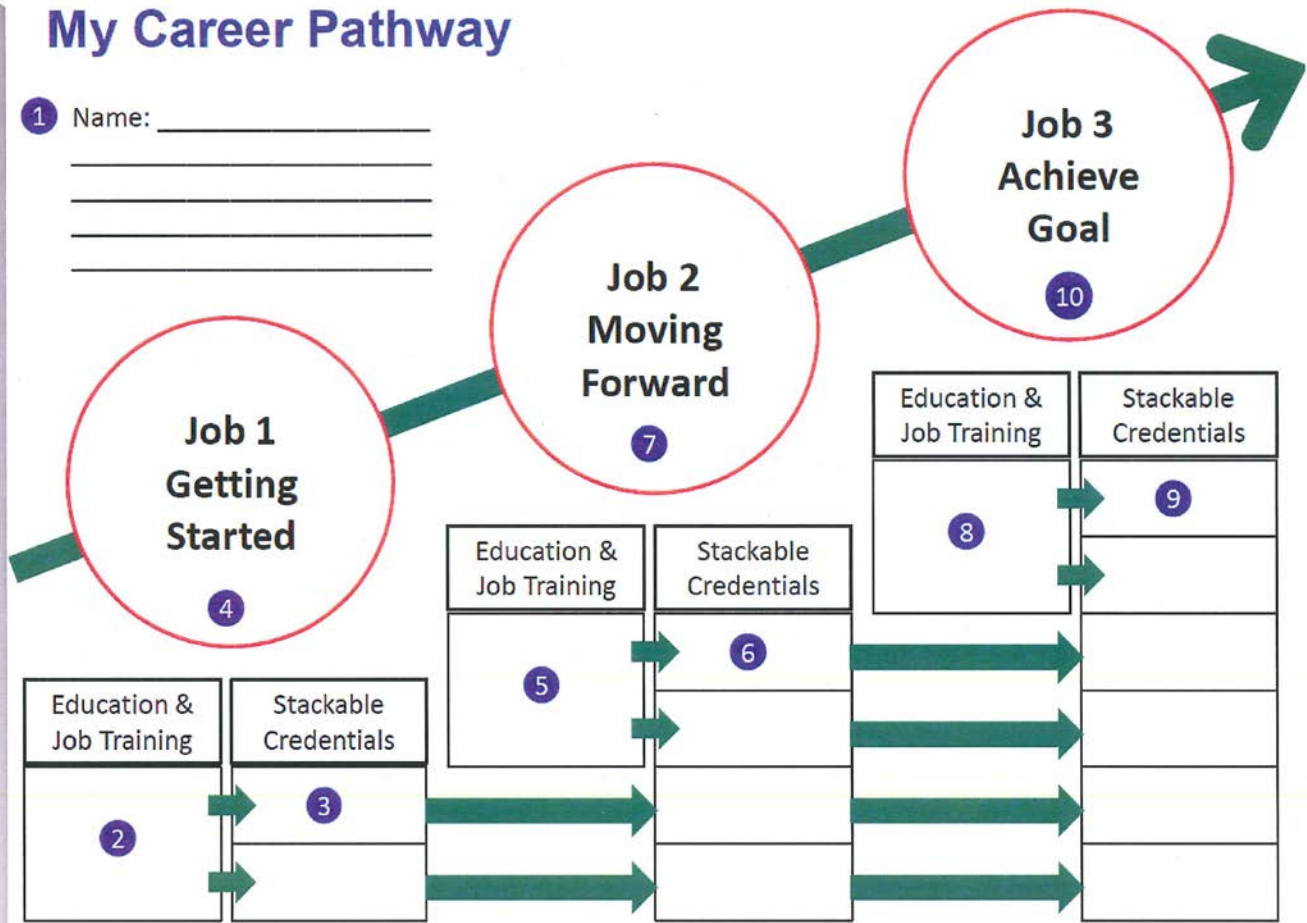 My Career Pathway
1 Name:
Job 1
Getting
Started
4
Job 2
Moving
Forward
7
Job 3
Achieve
Goal
10
Education &
Job Training
2
Stackable
Credentials
3
Education &
Job Training
5
Stackable
Credentials
6
Education &
Job Training
8
Stackable
Credentials
9